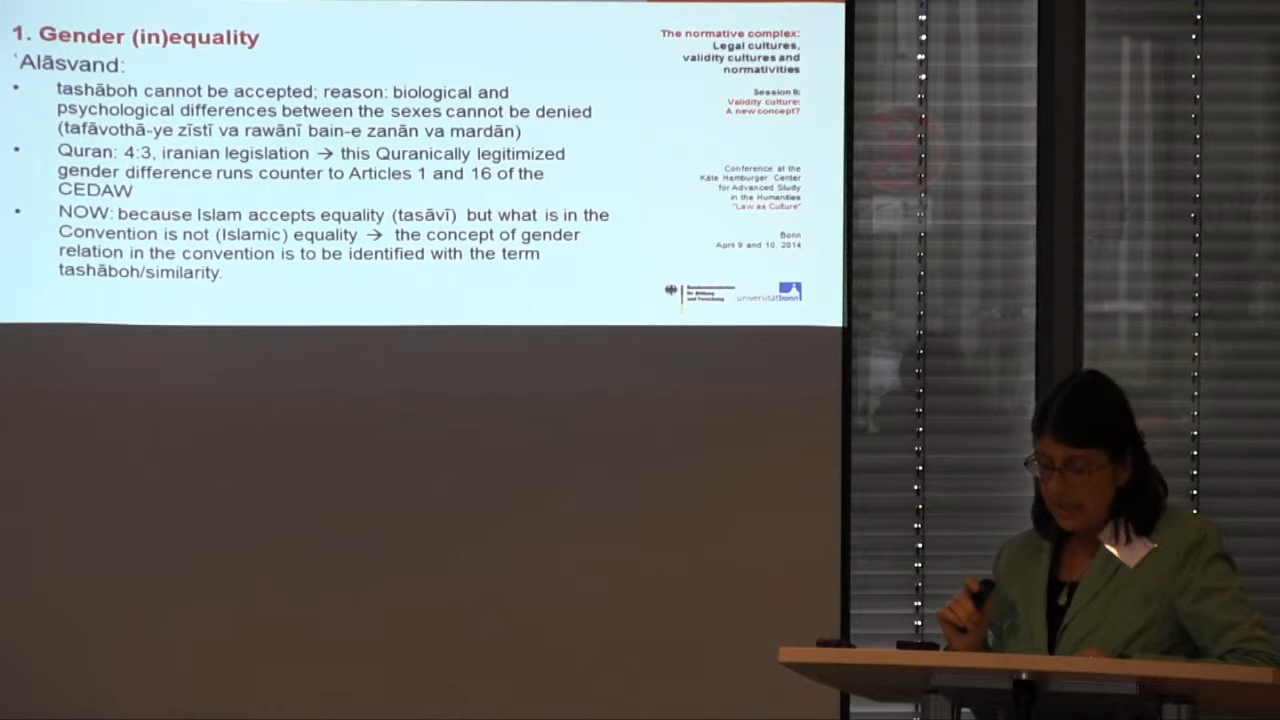 1. Gender (in)equality
ʿAlāsvand:
• tashāboh cannot be accepted; reason: biological and
psychological differences between the sexes cannot be denied
(tafāvothā-ye zīstī va rawānī bain-e zanān va mardān)
• Quran: 4:3, iranian legislation → this Quranically legitimized
gender difference runs counter to Articles 1 and 16 of the
CEDAW
• NOW: because Islam accepts equality (tasāvī) but what is in the
Convention is not (Islamic) equality → the concept of gender
relation in the convention is to be identified with the term
tashāboh/similarity.
The normative complex:
Legal cultures,
validity cultures and
normativities
Session II:
Validity culture:
A new concept?
Conference at the
Käte Hamburger Center
for Advanced Study
in the Humanities
"Law as Culture"
Bonn
April 9 and 10, 2014
Bundesministerium
für Bildung
und Forschung
universitätbonn